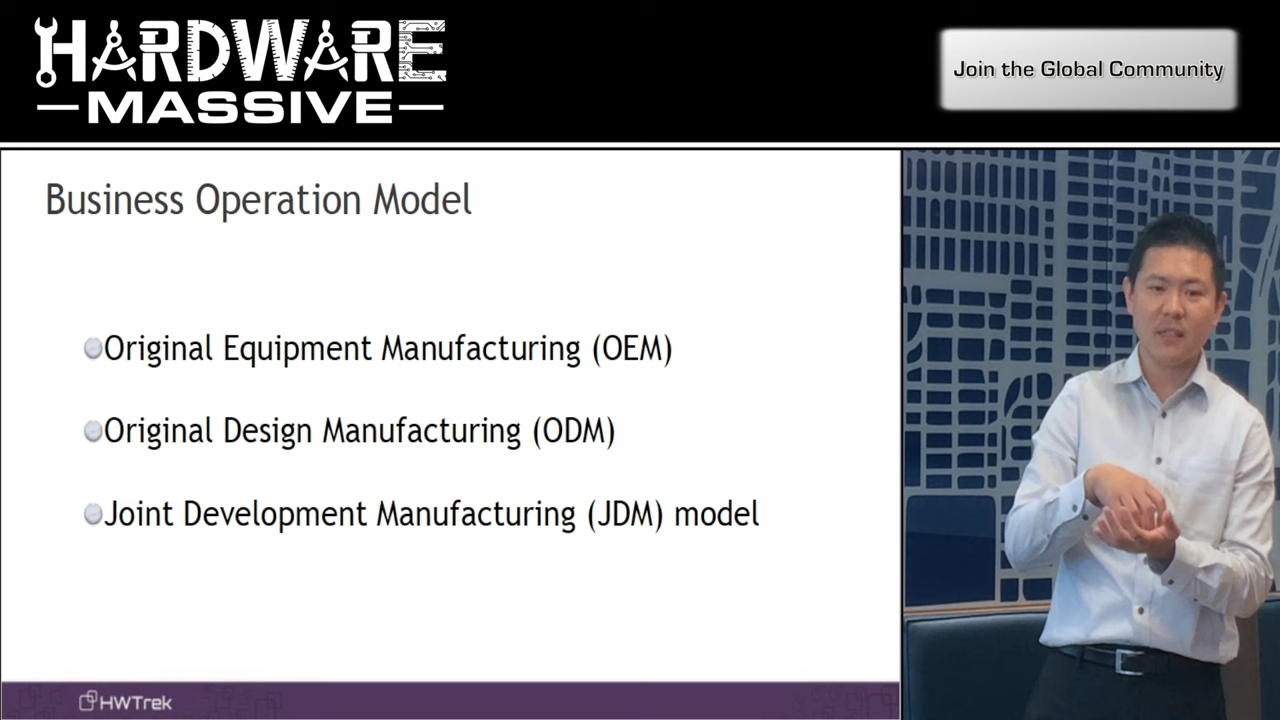 HARDWARE
MASSIVE
Join the Global Community
Business Operation Model
Original Equipment Manufacturing (OEM)
Original Design Manufacturing (ODM)
Joint Development Manufacturing (JDM) model
HWTrek